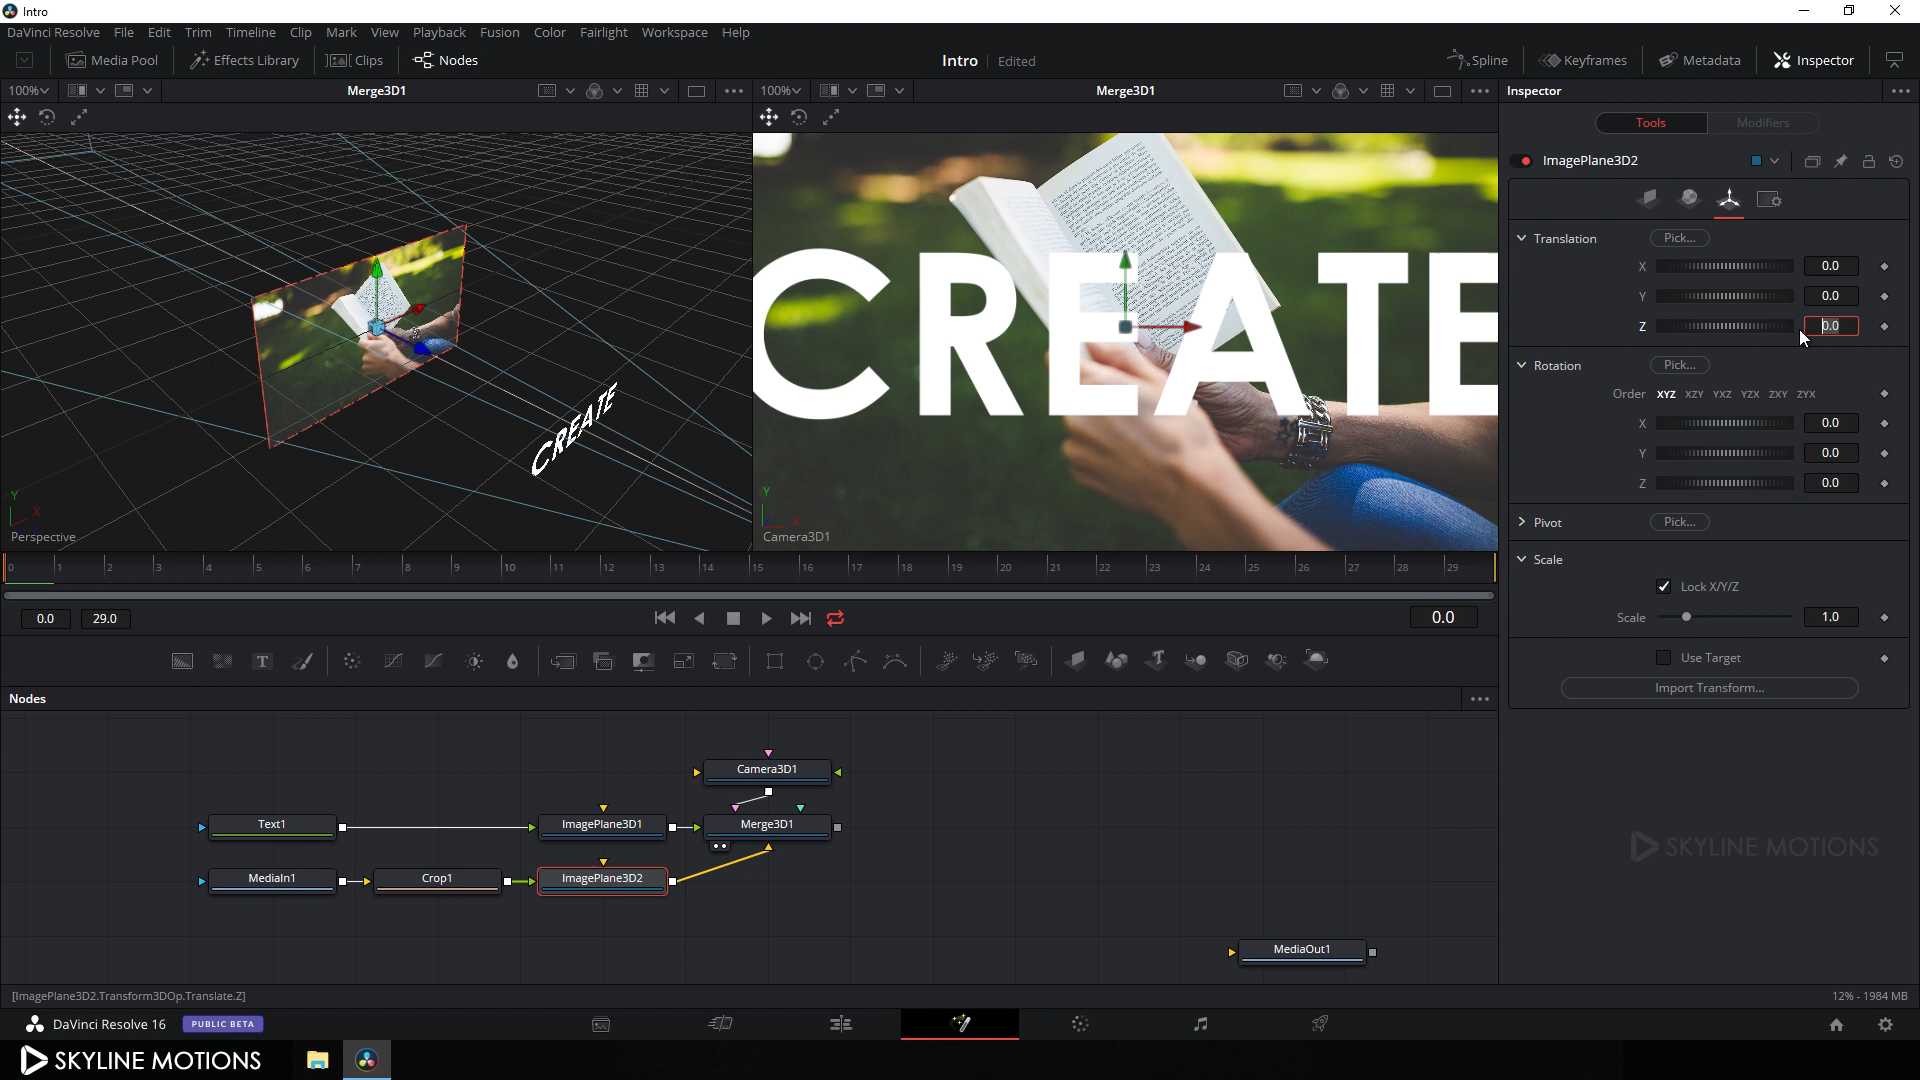 Intro
DaVinci Resolve File Edit Trim Timeline Clip Mark View Playback Fusion Color Fairlight Workspace Help
Media Pool Effects Library Clips Nodes Intro Edited Spline Keyframes Metadata Inspector
100% Merge3D1 100% Merge3D1 Inspector
Tools Modifiers
ImagePlane3D2
Translation Pick...
X 0.0
Y 0.0
Z 0.0
Rotation Pick...
Order XYZ XZY YXZ YZX ZXY ZYX
X 0.0
Y 0.0
Z 0.0
Pivot Pick...
Scale
Lock X/Y/Z
Scale 1.0
Use Target
Import Transform...
CREATE
CREATE
Y X
Perspective
Y X
Camera3D1
0 1 2 3 4 5 6 7 8 9 10 11 12 13 14 15 16 17 18 19 20 21 22 23 24 25 26 27 28 29
0.0 29.0 0.0
Nodes
Camera3D1
Text1 ImagePlane3D1 Merge3D1
MediaIn1 Crop1 ImagePlane3D2
MediaOut1
SKYLINE MOTIONS
[ImagePlane3D2.Transform3DOp.Translate.Z] 12% - 1984 MB
DaVinci Resolve 16 PUBLIC BETA
SKYLINE MOTIONS